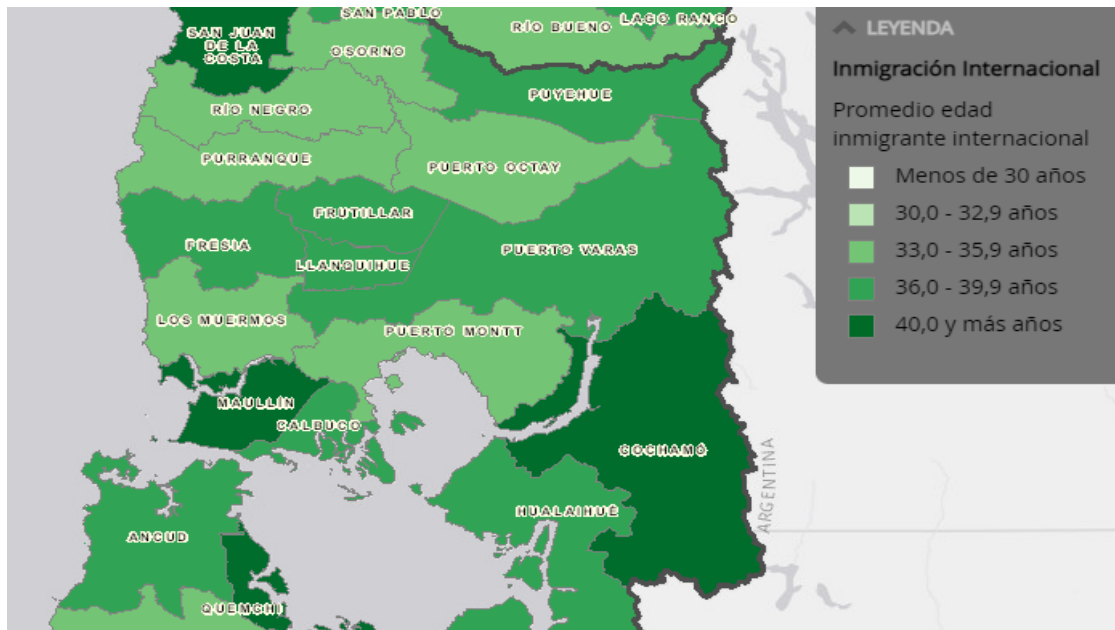 SAN PABLO
RÍO BUENO
LAGO RANCO
SAN JUAN
DE LA
COSTA
OSORNO
PUYEHUE
RÍO NEGRO
PURRANQUE
PUERTO OCTAY
FRUTILLAR
FRESIA
PUERTO VARAS
LLANQUIHUE
LOS MUERMOS
PUERTO MONTT
MAULLÍN
CALBUCO
COCHAMÓ
ARGENTINA
HUALAIHUÉ
ANCUD
QUEMCHI
LEYENDA
Inmigración Internacional
Promedio edad
inmigrante internacional
Menos de 30 años
30,0 - 32,9 años
33,0 - 35,9 años
36,0 - 39,9 años
40,0 y más años